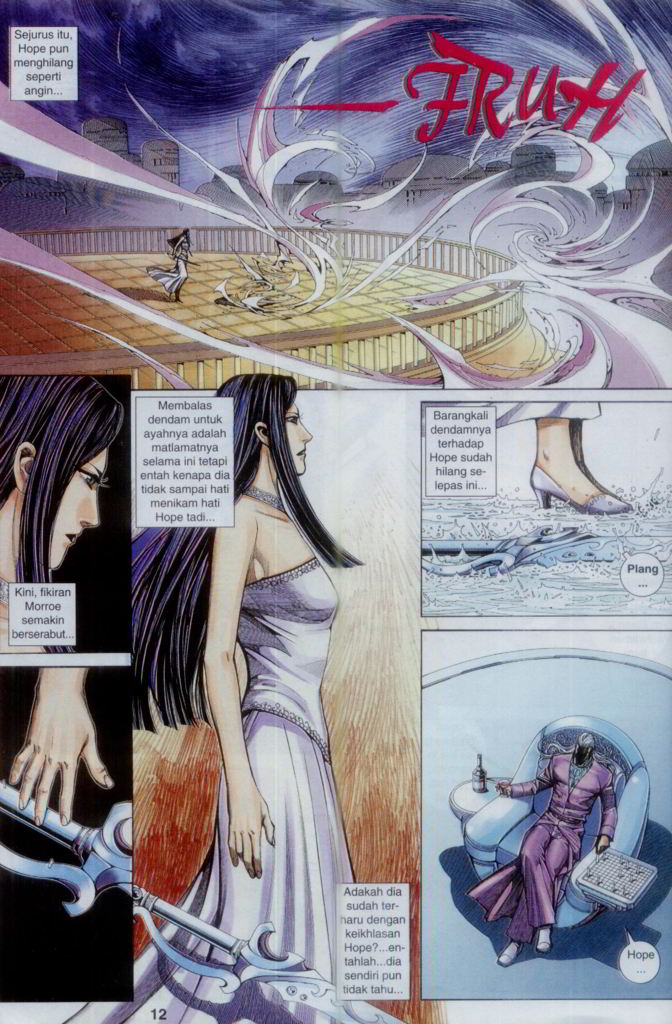 Sejurus itu,
Hope pun
menghilang
seperti
angin...
FRUH
Kini, fikiran
Morroe
semakin
berserabut...
Membalas
dendam untuk
ayahnya adalah
matlamatnya
selama ini tetapi
entah kenapa dia
tidak sampai hati
menikam hati
Hope tadi...
Barangkali
dendamnya
terhadap
Hope sudah
hilang se-
lepas ini...
Plang
...
Adakah dia
sudah ter-
haru dengan
keikhlasan
Hope?...en-
tahlah...dia
sendiri pun
tidak tahu...
Hope
...
12